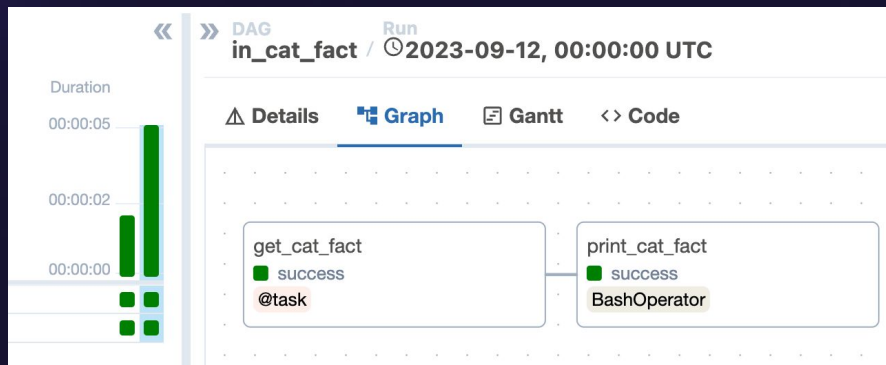 DAG
Run
in_cat_fact / 2023-09-12, 00:00:00 UTC
Duration
00:00:05
00:00:02
00:00:00
Details
Graph
Gantt
<> Code
get_cat_fact
success
@task
print_cat_fact
success
BashOperator